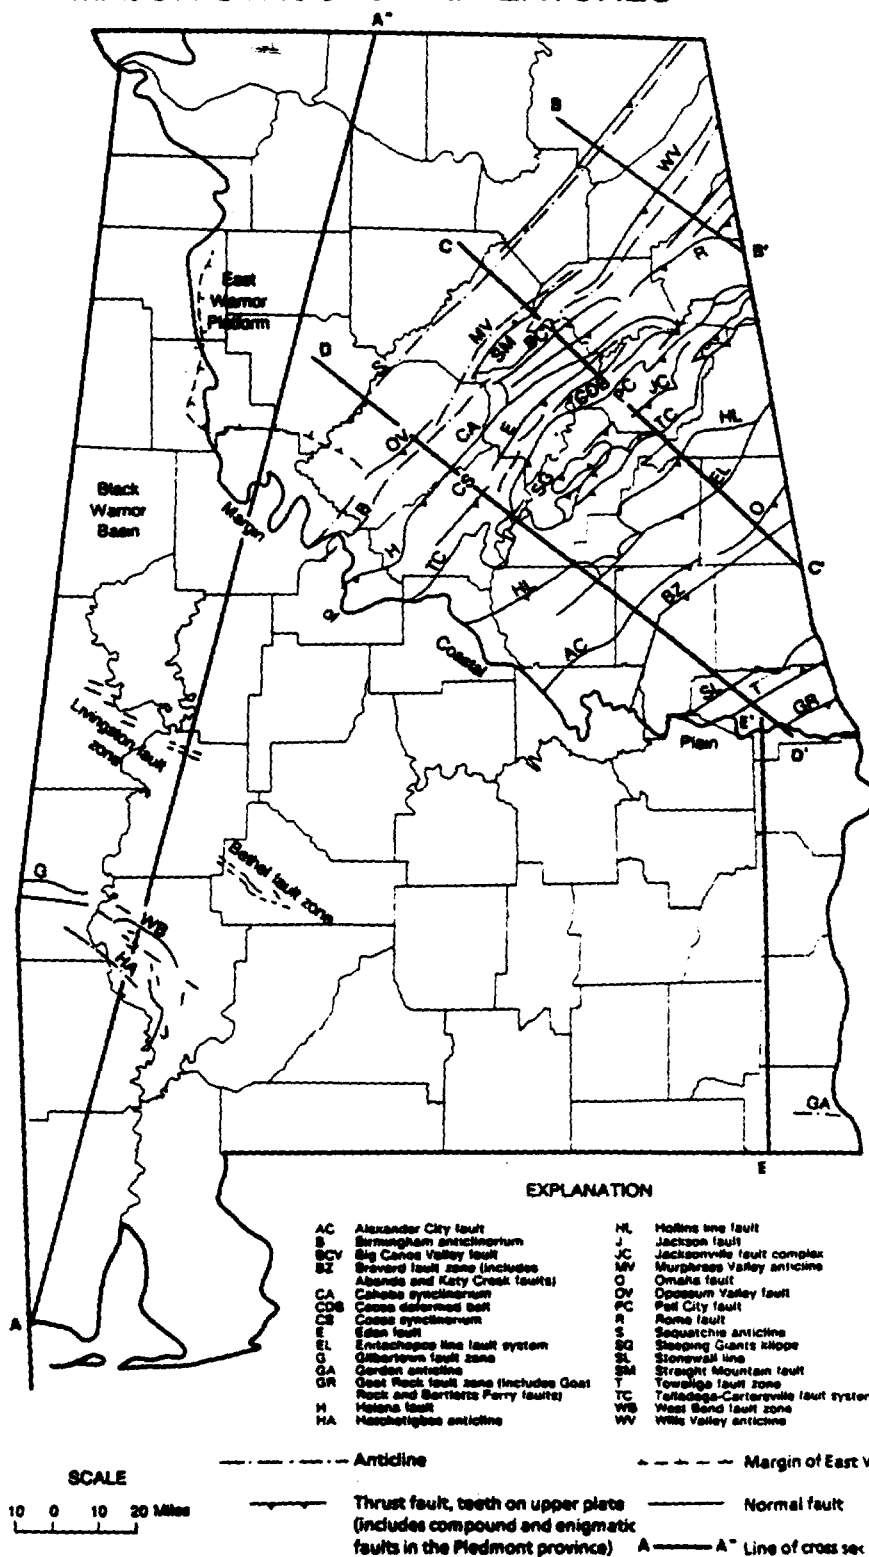 A"
B
WV
B'
R
C
East
Warrior
Platform
MV
SM
BCV
D
S
CDB
PC
JC
TC
HL
CA
E
OV
EL
CS
SG
O
Black
Warrior
Basin
Margin
B
H
TC
HL
BZ
C'
of
AC
Coastal
SL
T
GR
E'
Plain
D'
Livingston fault
zone
Bethel fault zone
G
WB
HA
GA
E
A
EXPLANATION
AC Alexander City fault
B Birmingham anticlinorium
BCV Big Canoe Valley fault
BZ Brevard fault zone (includes
Abanda and Katy Creek faults)
CA Cahaba synclinorium
CDB Coosa deformed belt
CS Coosa synclinorium
E Eden fault
EL Enitachopco line fault system
G Gilbertown fault zone
GA Gordon anticline
GR Goat Rock fault zone (includes Goat
Rock and Bartletts Ferry faults)
H Helena fault
HA Hatchetigbee anticline
HL Hollins line fault
J Jackson fault
JC Jacksonville fault complex
MV Murphrees Valley anticline
O Omaha fault
OV Opossum Valley fault
PC Pell City fault
R Rome fault
S Sequatchie anticline
SG Sleeping Giants klippe
SL Stonewall line
SM Straight Mountain fault
T Towaliga fault zone
TC Talladega-Cartersville fault system
WB West Bend fault zone
WV Wills Valley anticline
Anticline
Margin of East
Thrust fault, teeth on upper plate
(includes compound and enigmatic
faults in the Piedmont province)
Normal fault
A A" Line of cross sec
SCALE
10 0 10 20 Miles